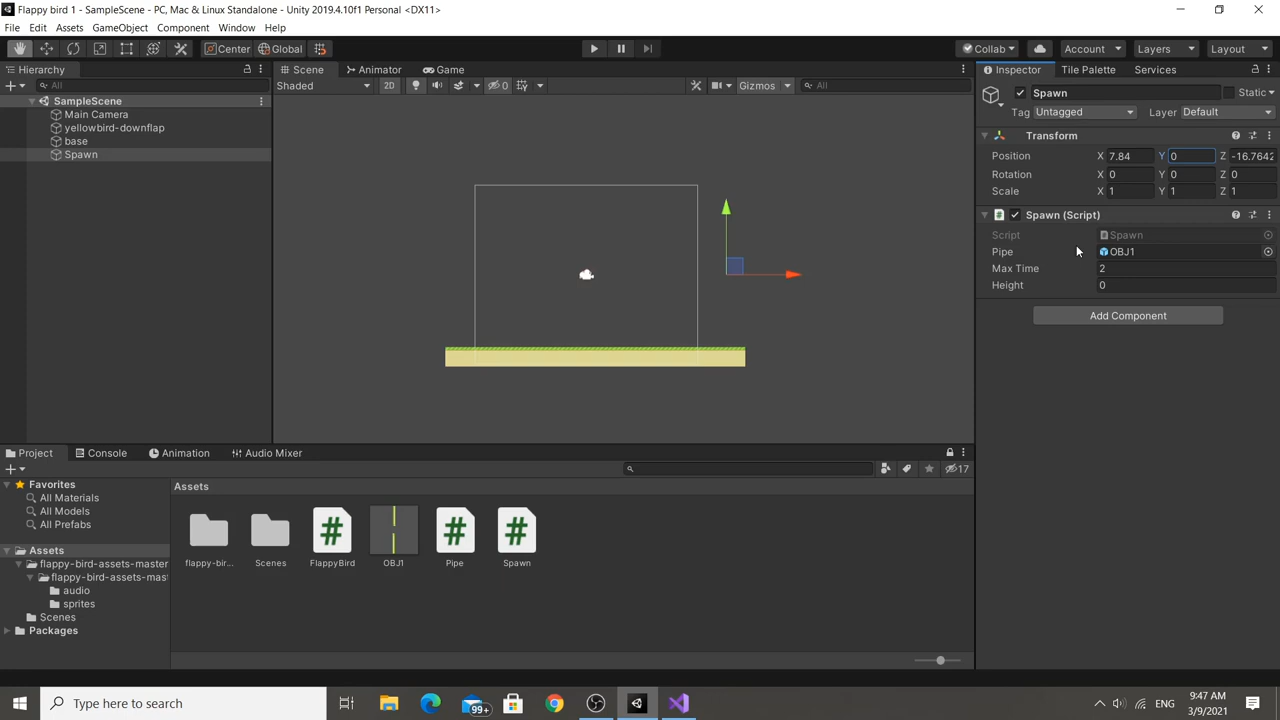 Flappy bird 1 - SampleScene - PC, Mac & Linux Standalone - Unity 2019.4.10f1 Personal <DX11>
File Edit Assets GameObject Component Window Help
Center Global Collab Account Layers Layout
Hierarchy Scene Animator Game Inspector Tile Palette Services
All Shaded 2D 0 Gizmos All Spawn Static
SampleScene
Main Camera Tag Untagged Layer Default
yellowbird-downflap
base Transform
Spawn Position X 7.84 Y 0 Z -16.7642
Rotation X 0 Y 0 Z 0
Scale X 1 Y 1 Z 1
# Spawn (Script)
Script Spawn
Pipe OBJ1
Max Time 2
Height 0
Add Component
Project Console Animation Audio Mixer
17
Favorites Assets
All Materials
All Models
All Prefabs
# # #
Assets flappy-bir... Scenes FlappyBird OBJ1 Pipe Spawn
flappy-bird-assets-master
flappy-bird-assets-mas
audio
sprites
Scenes
Packages
Type here to search 99+ ENG 9:47 AM
3/9/2021